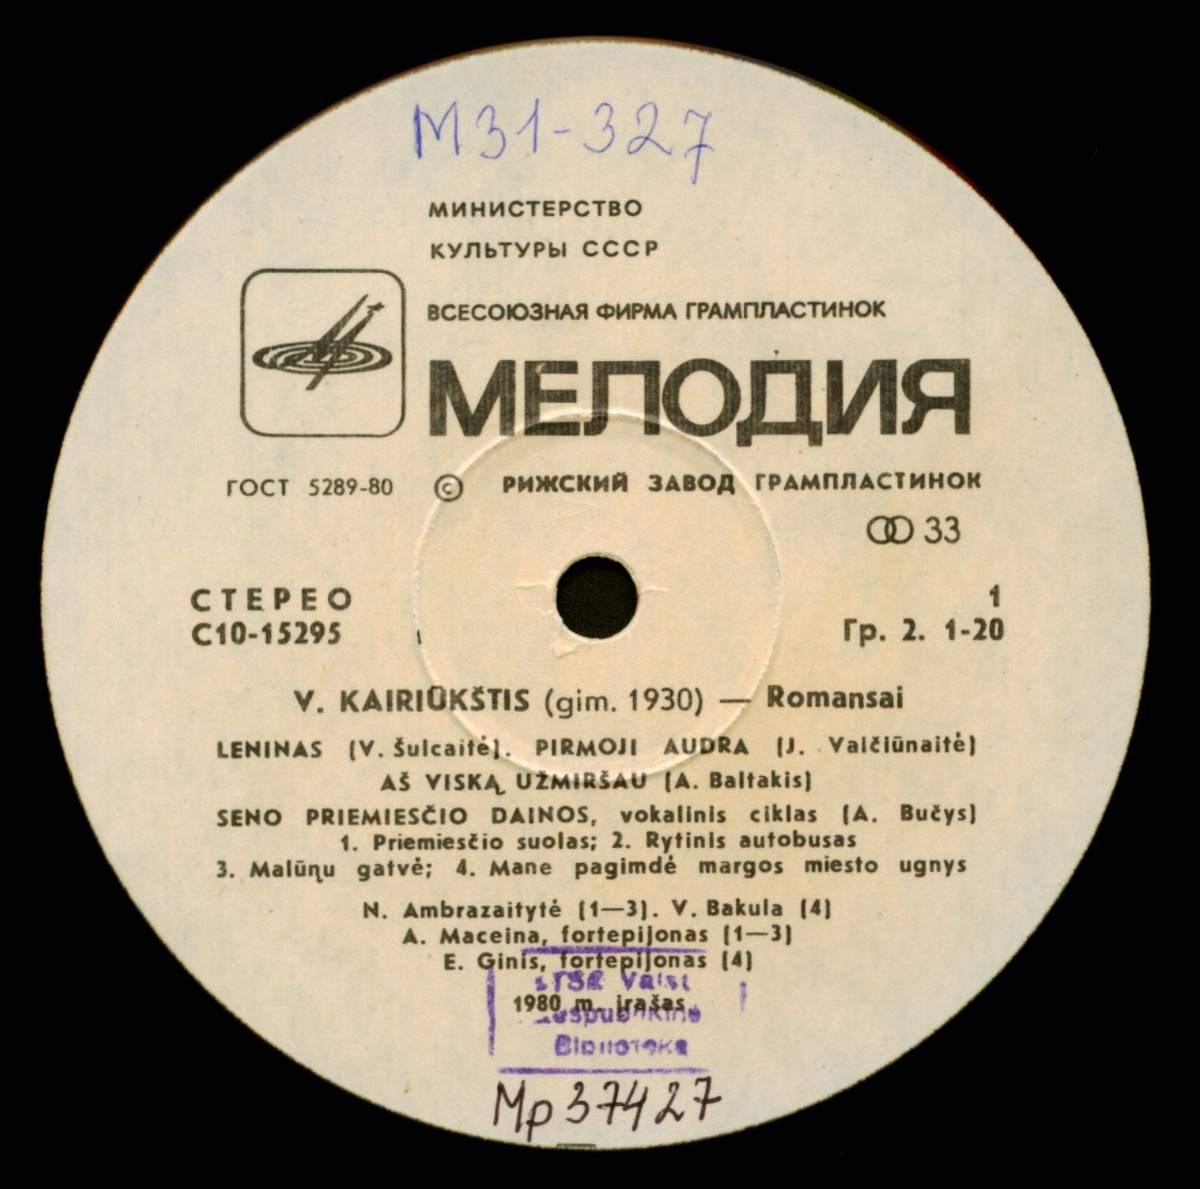 М31-327
МИНИСТЕРСТВО
КУЛЬТУРЫ СССР
ВСЕСОЮЗНАЯ ФИРМА ГРАМПЛАСТИНОК
МЕЛОДИЯ
ГОСТ 5289-80 © РИЖСКИЙ ЗАВОД ГРАМПЛАСТИНОК
33
СТЕРЕО 1
С10-15295 Гр. 2. 1-20
V. KAIRIŪKŠTIS (gim. 1930) — Romansai
LENINAS (V. Šulcaitė). PIRMOJI AUDRA (J. Vaičiūnaitė)
AŠ VISKĄ UŽMIRŠAU (A. Baltakis)
SENO PRIEMIESČIO DAINOS, vokalinis ciklas (A. Bučys)
1. Priemiesčio suolas; 2. Rytinis autobusas
3. Malūnų gatvė; 4. Mane pagimdė margos miesto ugnys
N. Ambrazaitytė (1—3). V. Bakula (4)
A. Maceina, fortepijonas (1—3)
E. Ginis, fortepijonas (4)
1980 m. įrašas
Mp 37427